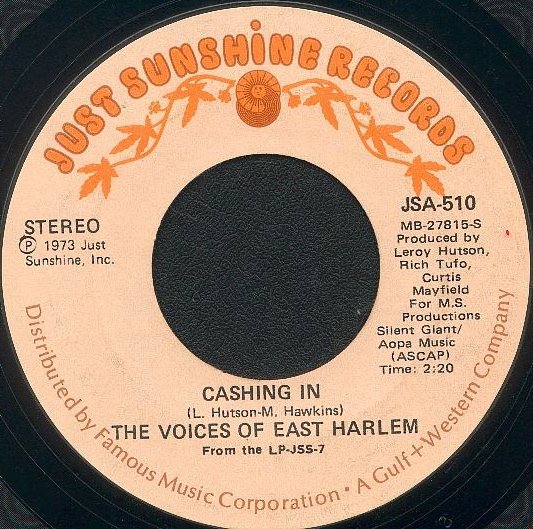 JUST SUNSHINE RECORDS
STEREO
Ⓟ 1973 Just
Sunshine, Inc.
JSA-510
MB-27815-S
Produced by
Leroy Hutson,
Rich Tufo,
Curtis
Mayfield
For M.S.
Productions
Silent Giant/
Aopa Music
(ASCAP)
Time: 2:20
CASHING IN
(L. Hutson-M. Hawkins)
THE VOICES OF EAST HARLEM
From the LP-JSS-7
Distributed by Famous Music Corporation • A Gulf + Western Company